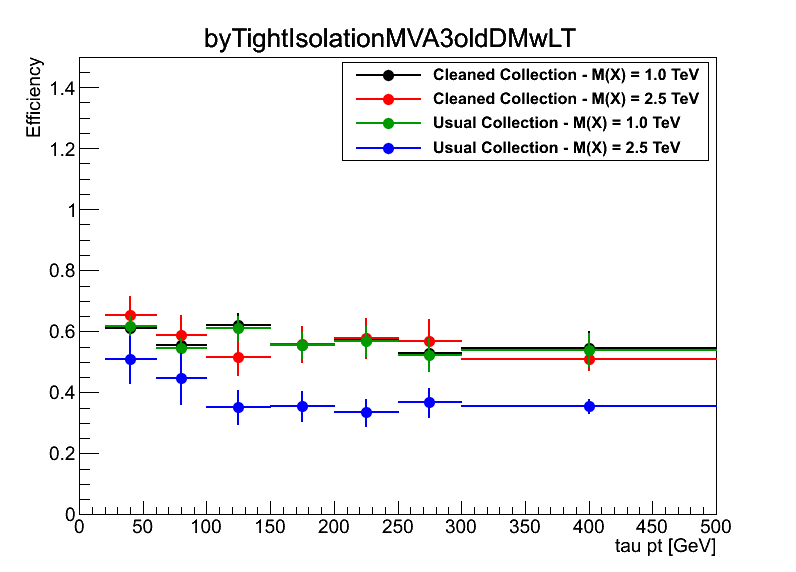 byTightIsolationMVA3oldDMwLT
Efficiency
Cleaned Collection - M(X) = 1.0 TeV
Cleaned Collection - M(X) = 2.5 TeV
Usual Collection - M(X) = 1.0 TeV
Usual Collection - M(X) = 2.5 TeV
1.4
1.2
1
0.8
0.6
0.4
0.2
0
0 50 100 150 200 250 300 350 400 450 500
tau pt [GeV]